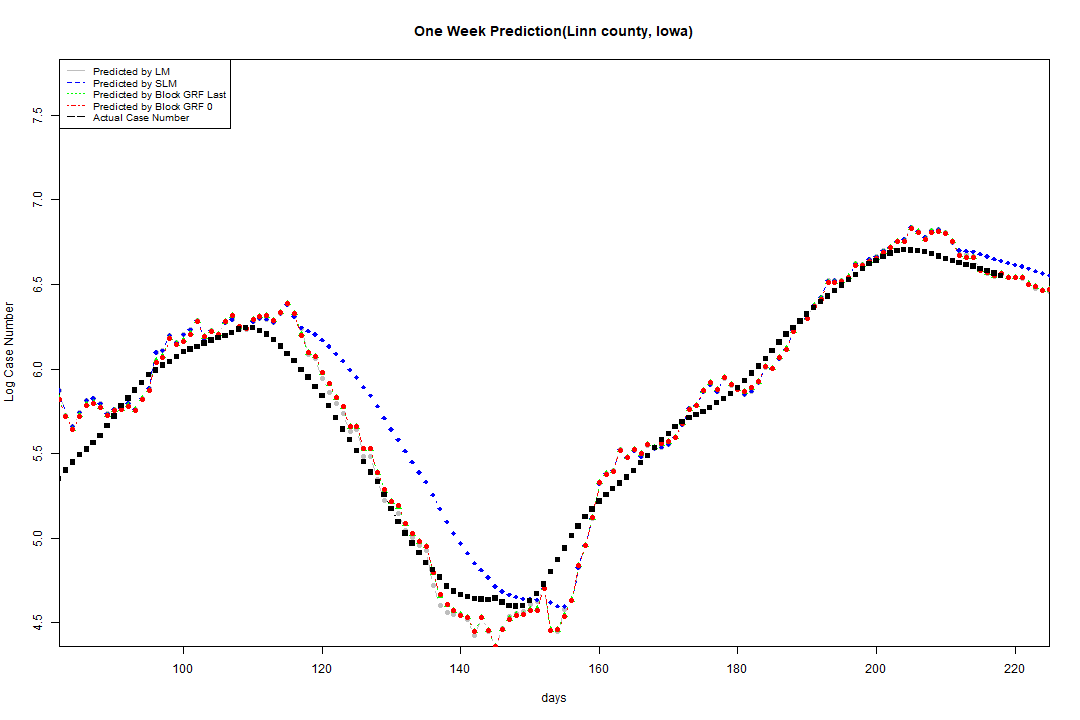 One Week Prediction(Linn county, Iowa)
Predicted by LM
Predicted by SLM
Predicted by Block GRF Last
Predicted by Block GRF 0
Actual Case Number
Log Case Number
7.5
7.0
6.5
6.0
5.5
5.0
4.5
100 120 140 160 180 200 220
days